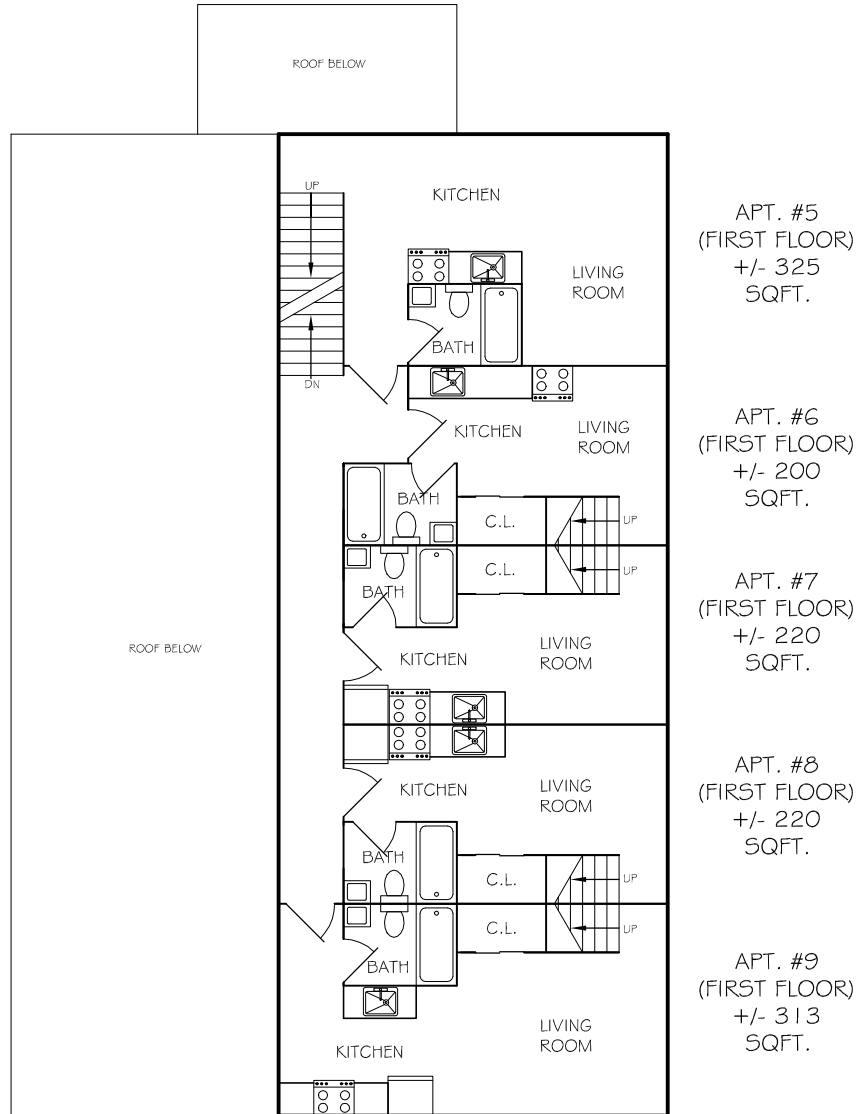 ROOF BELOW
UP
KITCHEN
APT. #5
(FIRST FLOOR)
+/- 325
SQFT.
LIVING
ROOM
BATH
DN
APT. #6
(FIRST FLOOR)
+/- 200
SQFT.
KITCHEN
LIVING
ROOM
BATH
C.L.
UP
C.L.
UP
APT. #7
(FIRST FLOOR)
+/- 220
SQFT.
BATH
ROOF BELOW
KITCHEN
LIVING
ROOM
APT. #8
(FIRST FLOOR)
+/- 220
SQFT.
KITCHEN
LIVING
ROOM
BATH
C.L.
UP
C.L.
UP
APT. #9
(FIRST FLOOR)
+/- 313
SQFT.
BATH
LIVING
ROOM
KITCHEN